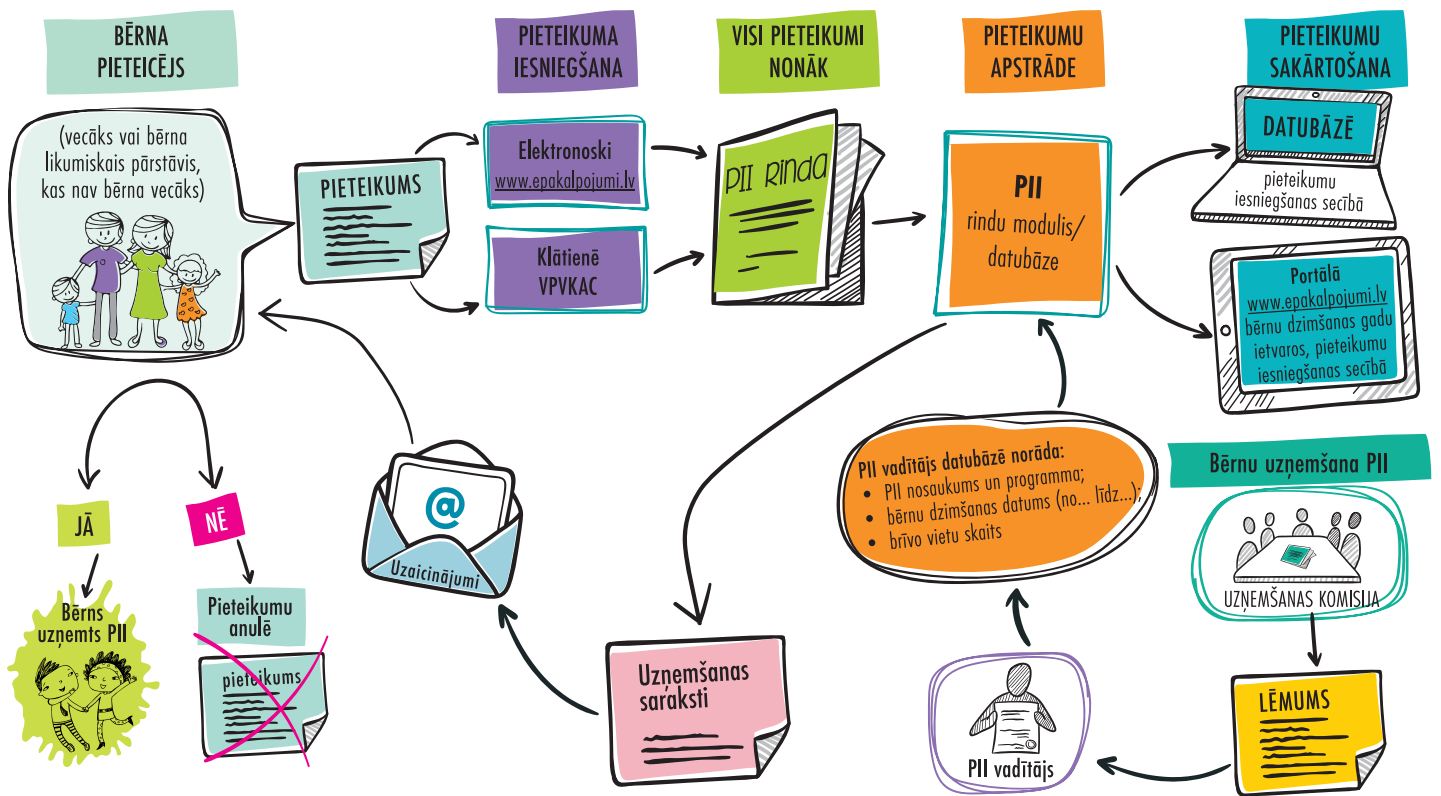 BĒRNA
PIETEICĒJS
PIETEIKUMA
IESNIEGŠANA
VISI PIETEIKUMI
NONĀK
PIETEIKUMU
APSTRĀDE
PIETEIKUMU
SAKĀRTOŠANA
(vecāks vai bērna
likumiskais pārstāvis,
kas nav bērna vecāks)
PIETEIKUMS
Elektronoski
www.epakalpojumi.lv
Klātienē
VPVKAC
PII Rinda
PII
rindu modulis/
datubāze
DATUBĀZĒ
pieteikumu
iesniegšanas secībā
Portālā
www.epakalpojumi.lv
bērnu dzimšanas gadu
ietvaros, pieteikumu
iesniegšanas secībā
JĀ
NĒ
Bērns
uzņemts PII
Pieteikumu
anulē
pieteikums
@
Uzaicinājumi
Uzņemšanas
saraksti
PII vadītājs datubāzē norāda:
• PII nosaukums un programma;
• bērnu dzimšanas datums (no... līdz...);
• brīvo vietu skaits
PII vadītājs
Bērnu uzņemšana PII
UZŅEMŠANAS KOMISIJA
LĒMUMS